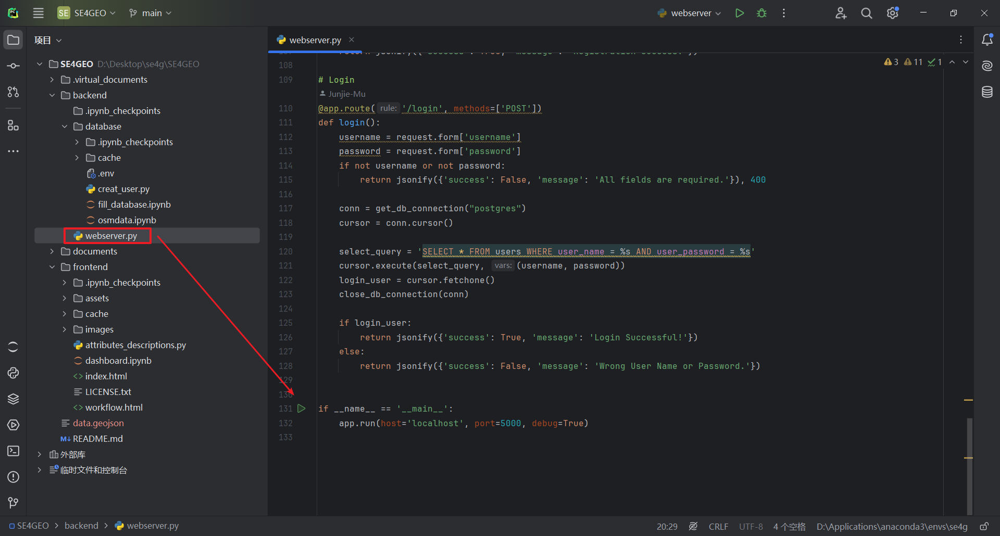 SE SE4GEO main webserver
项目
SE4GEO D:\Desktop\se4g\SE4GEO
.virtual_documents
backend
.ipynb_checkpoints
database
.ipynb_checkpoints
cache
.env
creat_user.py
fill_database.ipynb
osmdata.ipynb
webserver.py
documents
frontend
.ipynb_checkpoints
assets
cache
images
attributes_descriptions.py
dashboard.ipynb
index.html
LICENSE.txt
workflow.html
data.geojson
M↓ README.md
外部库
临时文件和控制台
webserver.py
3 11 1
108
109 # Login
Junjie-Mu
110 @app.route( rule: '/login', methods=['POST'])
111 def login():
112 username = request.form['username']
113 password = request.form['password']
114 if not username or not password:
115 return jsonify({'success': False, 'message': 'All fields are required.'}), 400
116
117 conn = get_db_connection("postgres")
118 cursor = conn.cursor()
119
120 select_query = 'SELECT * FROM users WHERE user_name = %s AND user_password = %s'
121 cursor.execute(select_query, vars: (username, password))
122 login_user = cursor.fetchone()
123 close_db_connection(conn)
124
125 if login_user:
126 return jsonify({'success': True, 'message': 'Login Successful!'})
127 else:
128 return jsonify({'success': False, 'message': 'Wrong User Name or Password.'})
129
130
131 if __name__ == '__main__':
132 app.run(host='localhost', port=5000, debug=True)
133
SE4GEO > backend > webserver.py
20:29 CRLF UTF-8 4 个空格 D:\Applications\anaconda3\envs\se4g